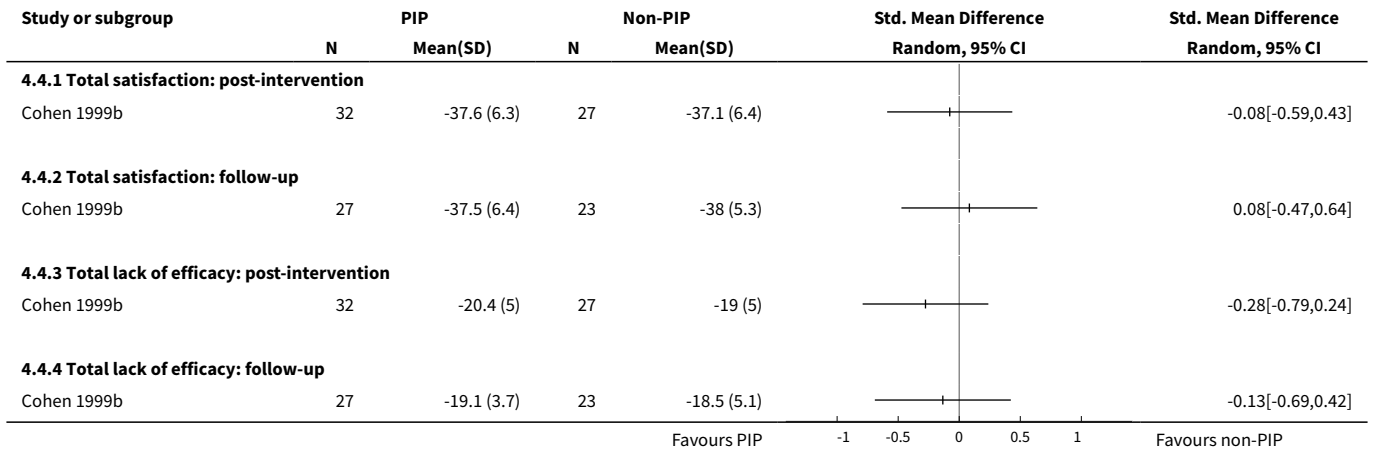 Study or subgroup PIP Non-PIP Std. Mean Difference Std. Mean Difference
N Mean(SD) N Mean(SD) Random, 95% CI Random, 95% CI
4.4.1 Total satisfaction: post-intervention
Cohen 1999b 32 -37.6 (6.3) 27 -37.1 (6.4) -0.08[-0.59,0.43]
4.4.2 Total satisfaction: follow-up
Cohen 1999b 27 -37.5 (6.4) 23 -38 (5.3) 0.08[-0.47,0.64]
4.4.3 Total lack of efficacy: post-intervention
Cohen 1999b 32 -20.4 (5) 27 -19 (5) -0.28[-0.79,0.24]
4.4.4 Total lack of efficacy: follow-up
Cohen 1999b 27 -19.1 (3.7) 23 -18.5 (5.1) -0.13[-0.69,0.42]
Favours PIP -1 -0.5 0 0.5 1 Favours non-PIP